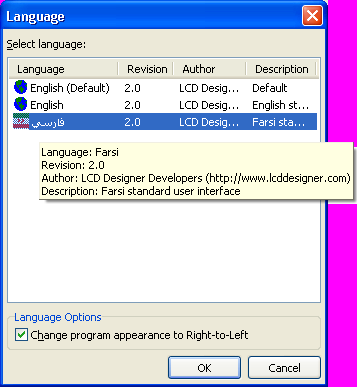 Language
Select language:
Language Revision Author Description
English (Default) 2.0 LCD Desig... Default
English 2.0 LCD Desig... English st...
فارسي 2.0 LCD Desig... Farsi sta...
Language: Farsi
Revision: 2.0
Author: LCD Designer Developers (http://www.lcddesigner.com)
Description: Farsi standard user interface
Language Options
Change program appearance to Right-to-Left
OK Cancel